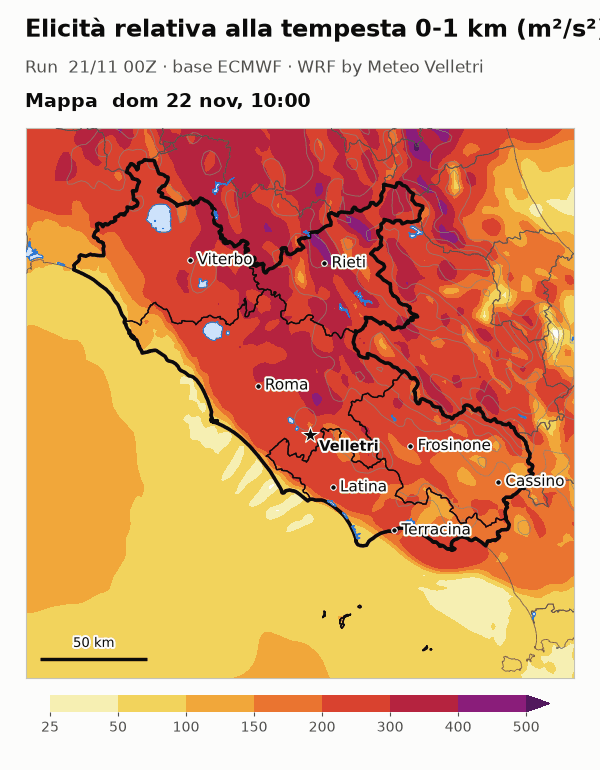 Elicità relativa alla tempesta 0-1 km (m²/s²)
Run 21/11 00Z · base ECMWF · WRF by Meteo Velletri
Mappa dom 22 nov, 10:00
Viterbo
Rieti
Roma
Velletri
Frosinone
Cassino
Latina
Terracina
50 km
25 50 100 150 200 300 400 500